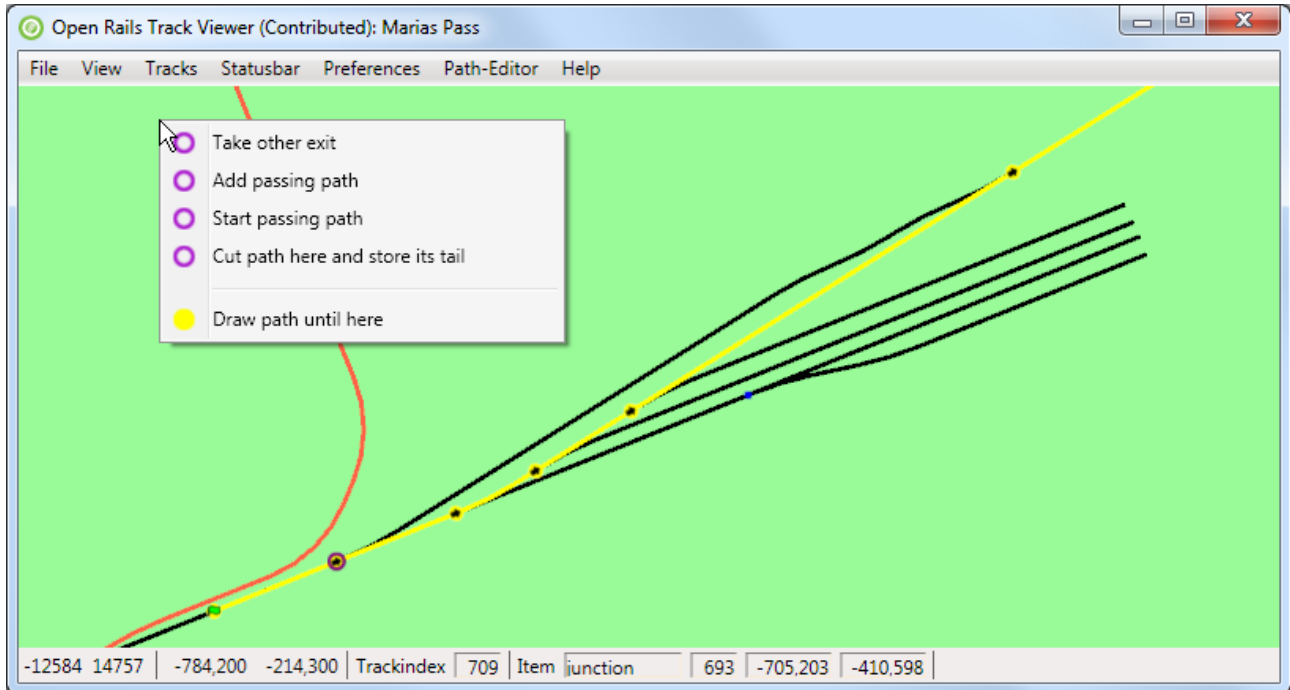 Open Rails Track Viewer (Contributed): Marias Pass
File View Tracks Statusbar Preferences Path-Editor Help
Take other exit
Add passing path
Start passing path
Cut path here and store its tail
Draw path until here
-12584 14757 -784,200 -214,300 Trackindex 709 Item junction 693 -705,203 -410,598